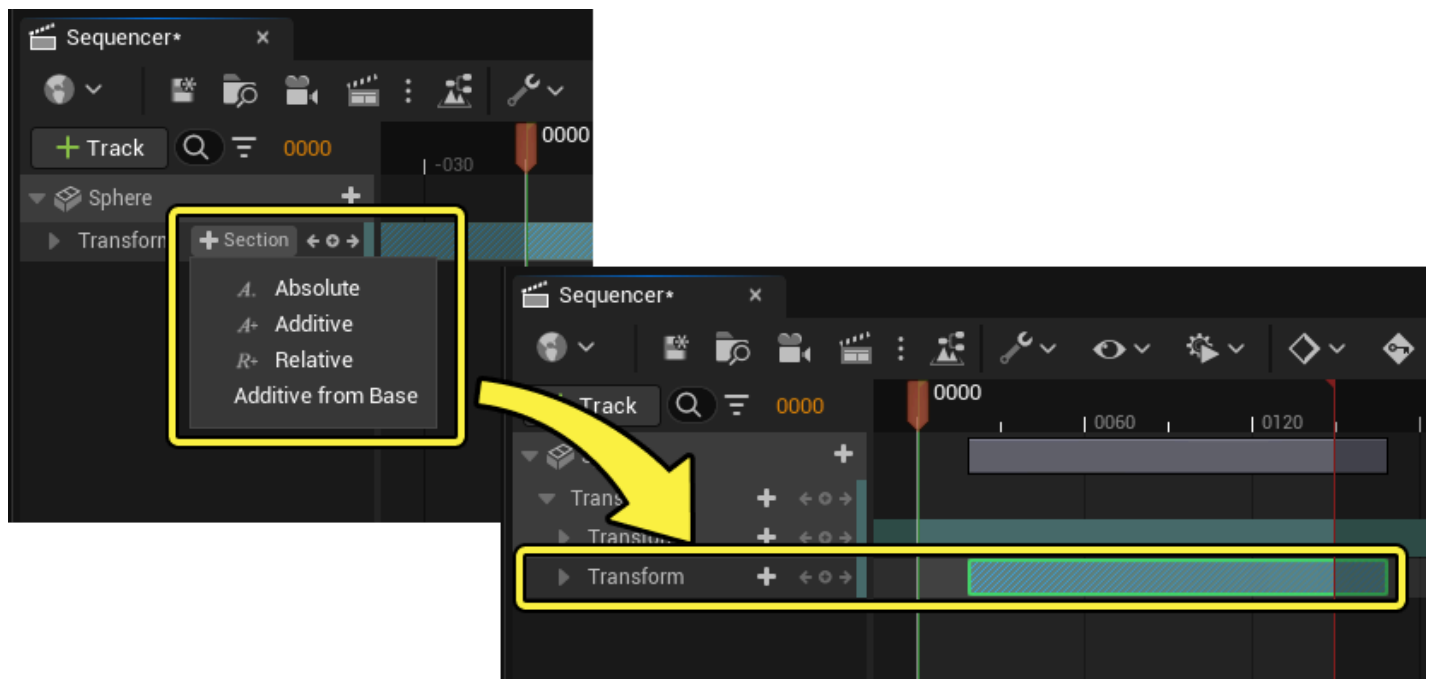 Sequencer*
Track
0000
0000
-030
Sphere
Transform
Section
A. Absolute
A+ Additive
R+ Relative
Additive from Base
Sequencer*
Track
0000
0000
0060
0120
Transform